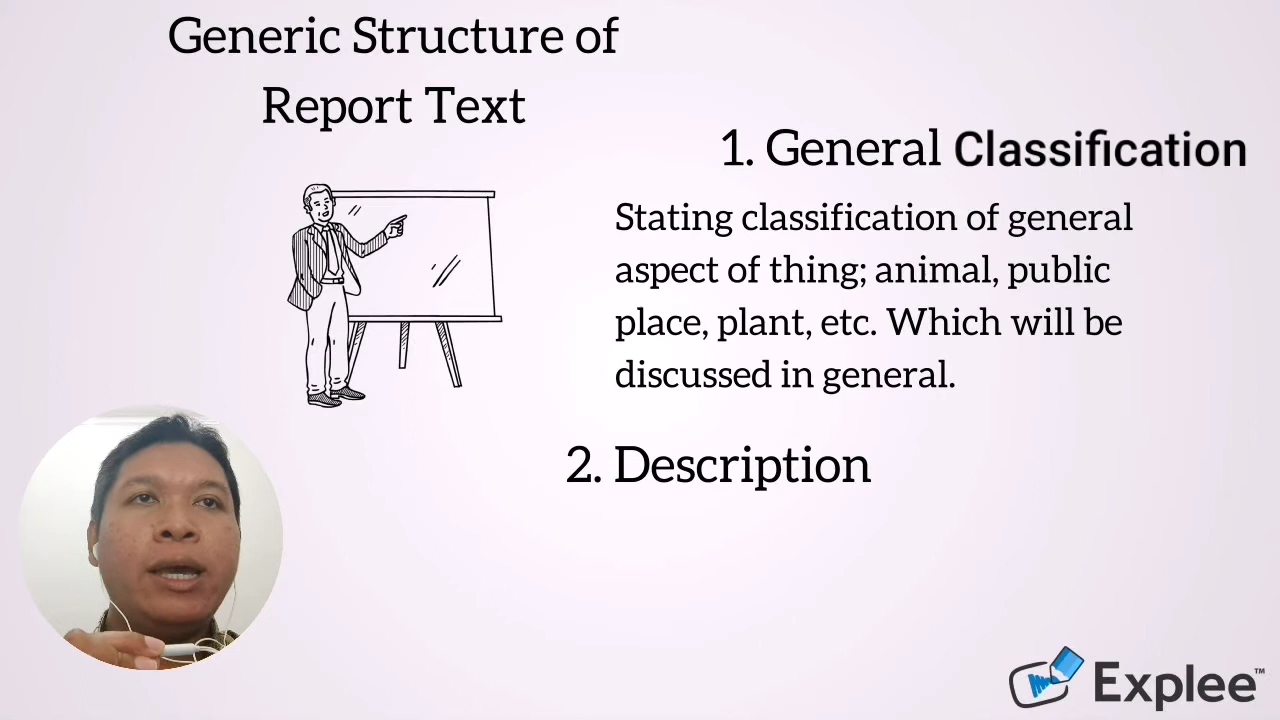 Generic Structure of
Report Text
1. General Classification
Stating classification of general
aspect of thing; animal, public
place, plant, etc. Which will be
discussed in general.
2. Description
Explee™